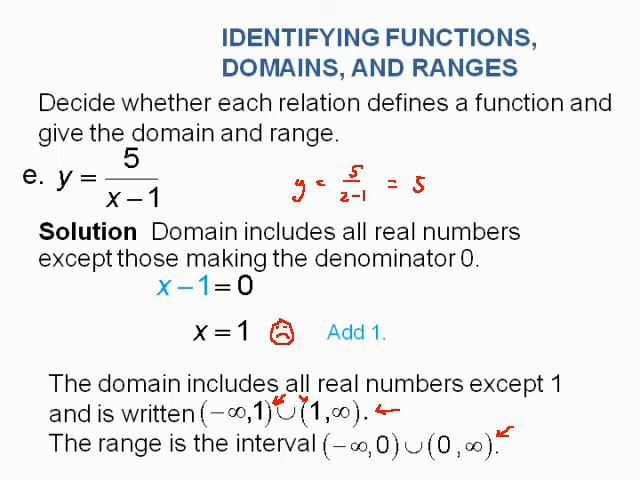 IDENTIFYING FUNCTIONS,
DOMAINS, AND RANGES
Decide whether each relation defines a function and
give the domain and range.
e. y = 5/(x − 1)
y = 5/(2−1) = 5
Solution Domain includes all real numbers
except those making the denominator 0.
x − 1 = 0
x = 1 Add 1.
The domain includes all real numbers except 1
and is written (−∞,1) ∪ (1,∞).
The range is the interval (−∞,0) ∪ (0,∞).